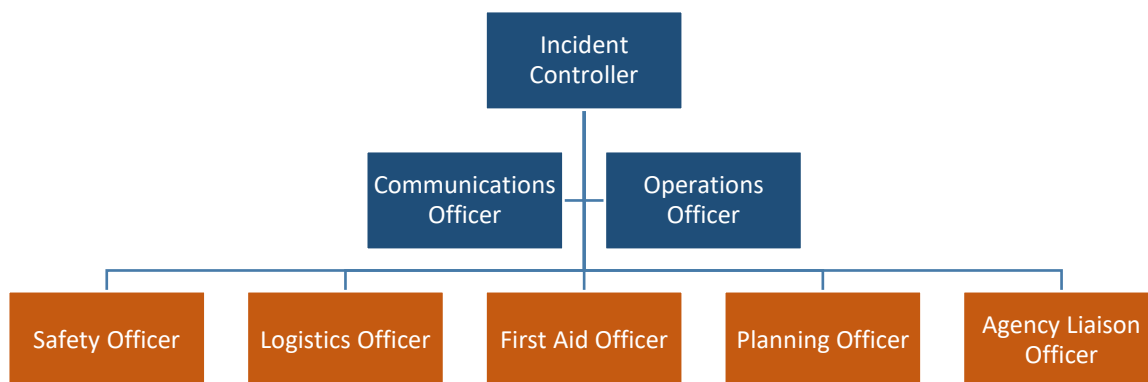 Incident
Controller
Communications
Officer
Operations
Officer
Safety Officer
Logistics Officer
First Aid Officer
Planning Officer
Agency Liaison
Officer